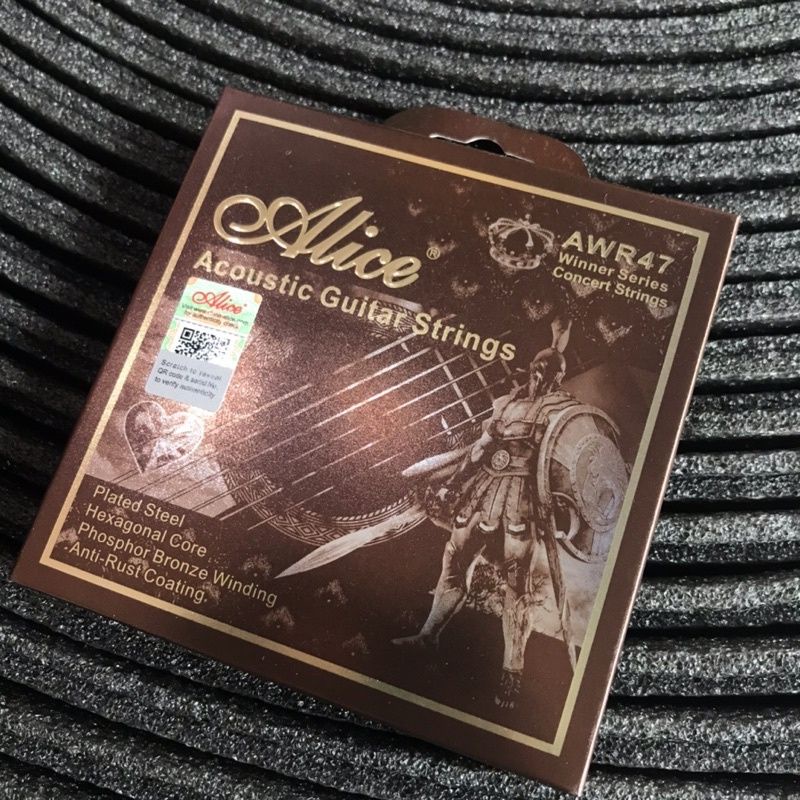 Alice®
Acoustic Guitar Strings
AWR47
Winner Series
Concert Strings
Alice
Scratch to reveal
QR code & serial No.
to verify authenticity
Plated Steel
Hexagonal Core
Phosphor Bronze Winding
Anti-Rust Coating